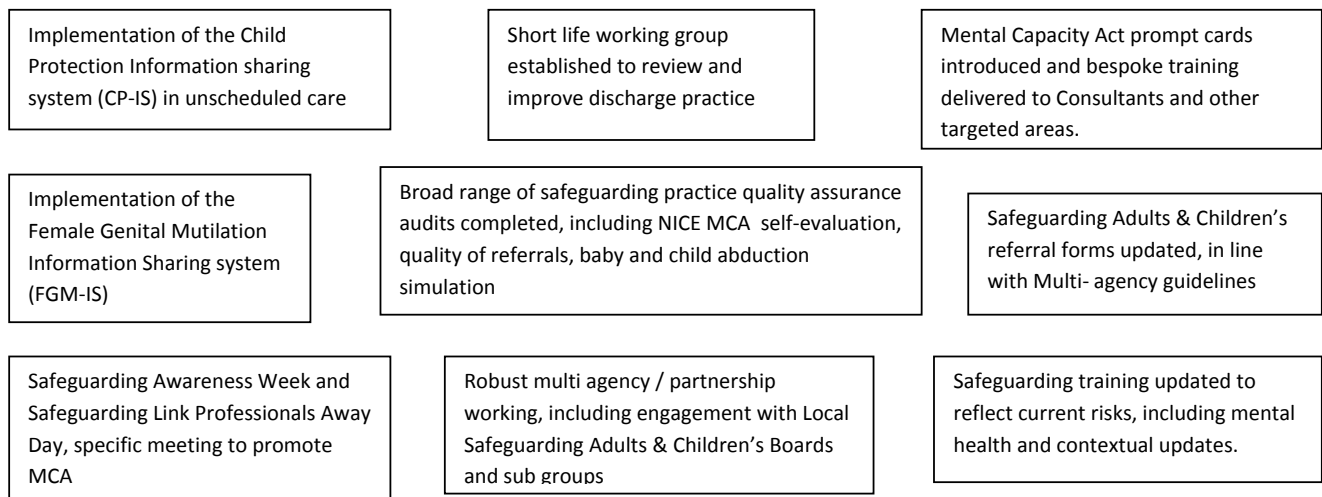 Implementation of the Child
Protection Information sharing
system (CP-IS) in unscheduled care
Short life working group
established to review and
improve discharge practice
Mental Capacity Act prompt cards
introduced and bespoke training
delivered to Consultants and other
targeted areas.
Implementation of the
Female Genital Mutilation
Information Sharing system
(FGM-IS)
Broad range of safeguarding practice quality assurance
audits completed, including NICE MCA self-evaluation,
quality of referrals, baby and child abduction
simulation
Safeguarding Adults & Children’s
referral forms updated, in line
with Multi- agency guidelines
Safeguarding Awareness Week and
Safeguarding Link Professionals Away
Day, specific meeting to promote
MCA
Robust multi agency / partnership
working, including engagement with Local
Safeguarding Adults & Children’s Boards
and sub groups
Safeguarding training updated to
reflect current risks, including mental
health and contextual updates.